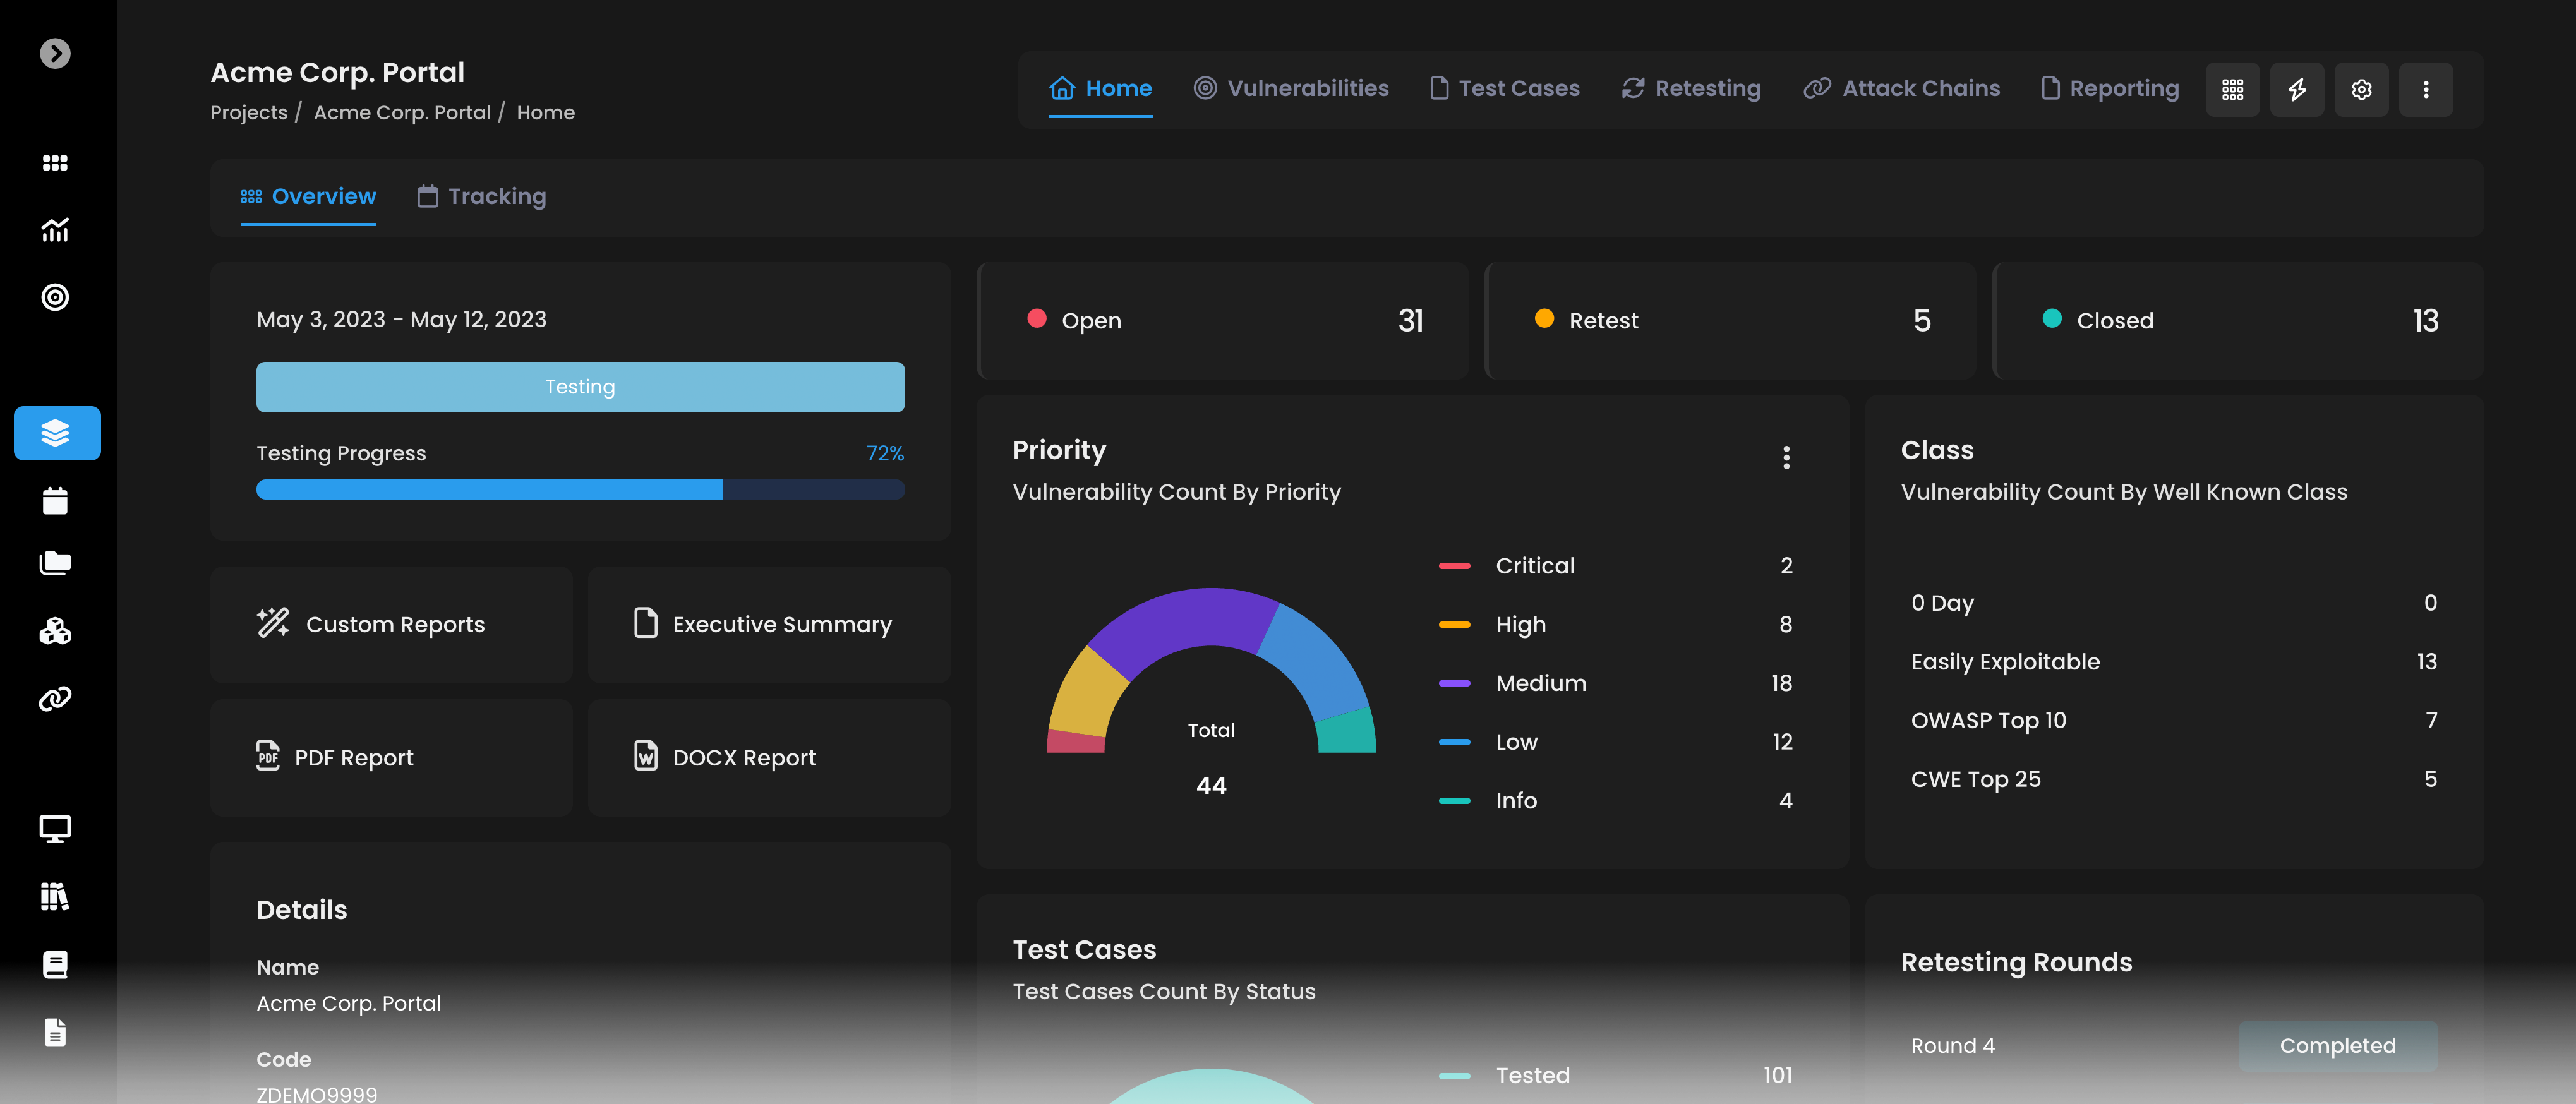 Acme Corp. Portal
Projects / Acme Corp. Portal / Home
Home
Vulnerabilities
Test Cases
Retesting
Attack Chains
Reporting
Overview
Tracking
May 3, 2023 - May 12, 2023
Testing
Testing Progress 72%
Custom Reports
Executive Summary
PDF
PDF Report
W
DOCX Report
Details
Name
Acme Corp. Portal
Code
ZDEMO9999
Open 31
Retest 5
Closed 13
Priority
Vulnerability Count By Priority
Total
44
Critical 2
High 8
Medium 18
Low 12
Info 4
Class
Vulnerability Count By Well Known Class
0 Day 0
Easily Exploitable 13
OWASP Top 10 7
CWE Top 25 5
Test Cases
Test Cases Count By Status
Tested 101
Retesting Rounds
Round 4 Completed